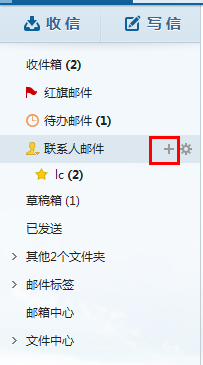 收信 写信
收件箱 (2)
红旗邮件
待办邮件 (1)
联系人邮件
lc (2)
草稿箱 (1)
已发送
其他2个文件夹
邮件标签
邮箱中心
文件中心